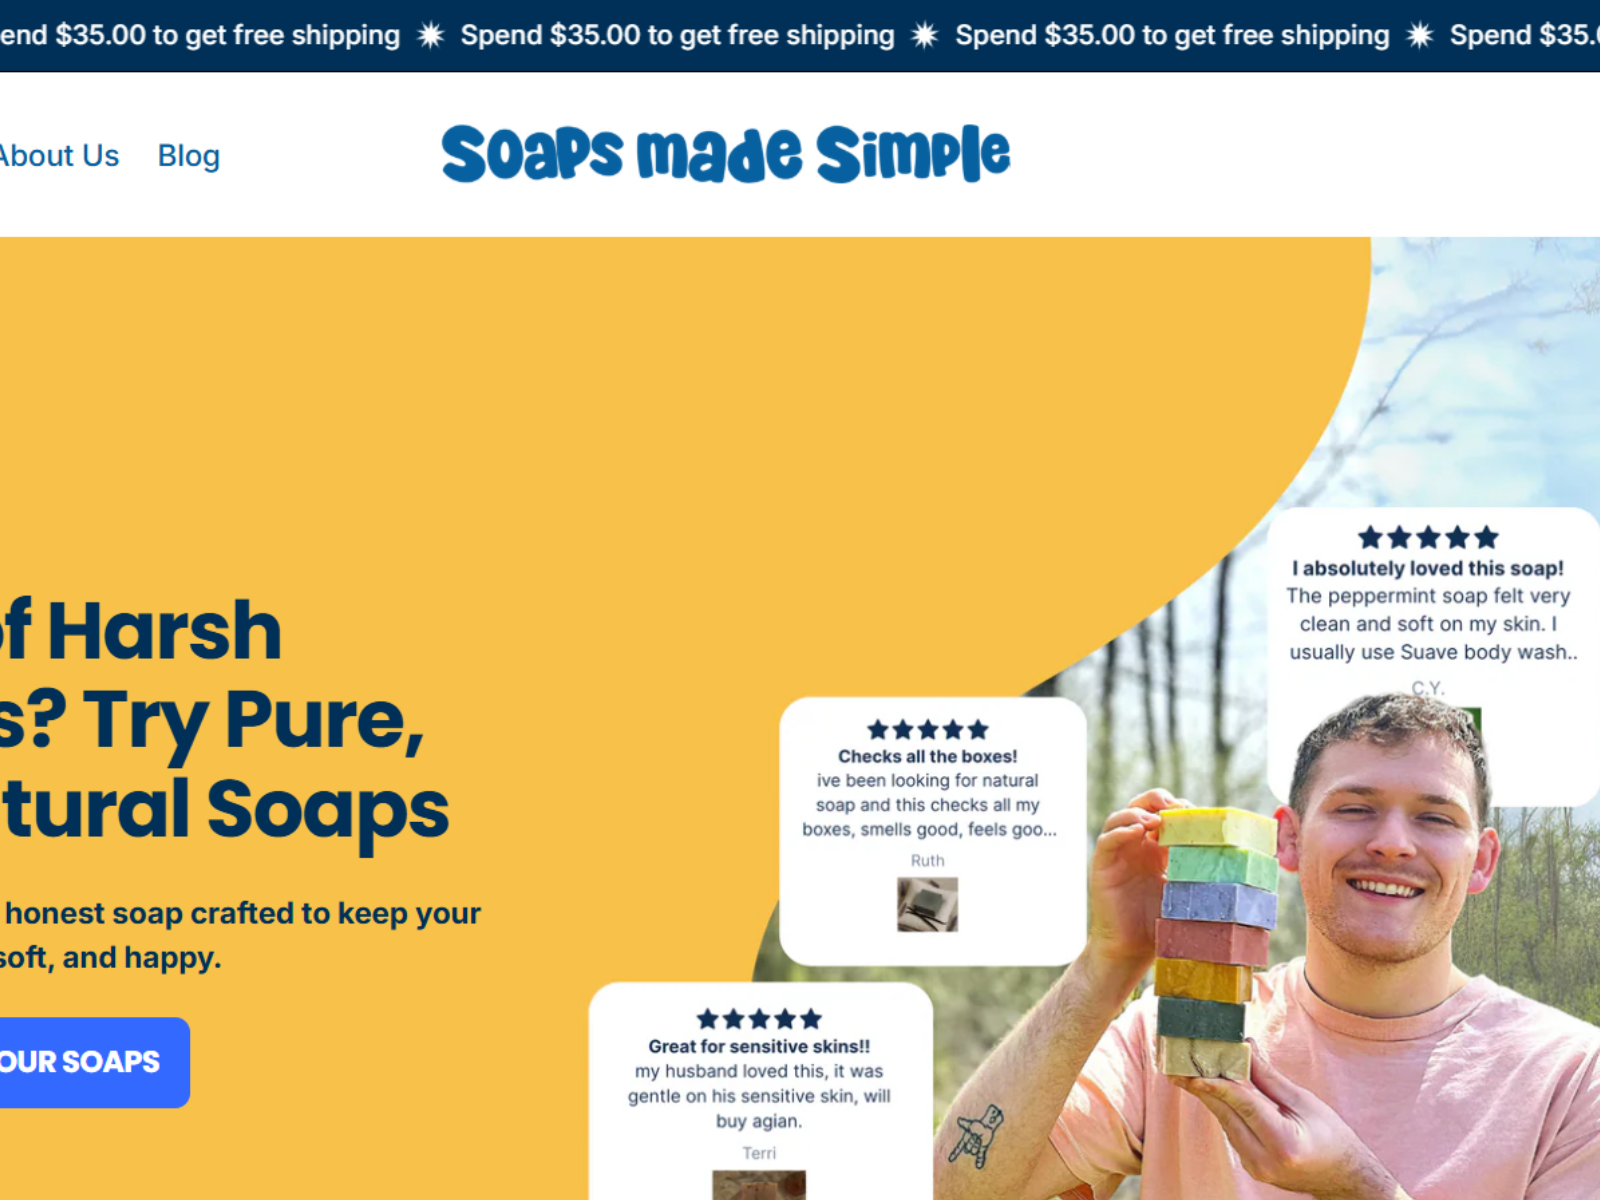 end $35.00 to get free shipping ✷ Spend $35.00 to get free shipping ✷ Spend $35.00 to get free shipping ✷ Spend $35.
About Us Blog
Soaps made Simple
of Harsh
s? Try Pure,
tural Soaps
honest soap crafted to keep your
soft, and happy.
OUR SOAPS
I absolutely loved this soap!
The peppermint soap felt very
clean and soft on my skin. I
usually use Suave body wash..
C.Y.
Checks all the boxes!
ive been looking for natural
soap and this checks all my
boxes, smells good, feels goo...
Ruth
Great for sensitive skins!!
my husband loved this, it was
gentle on his sensitive skin, will
buy agian.
Terri